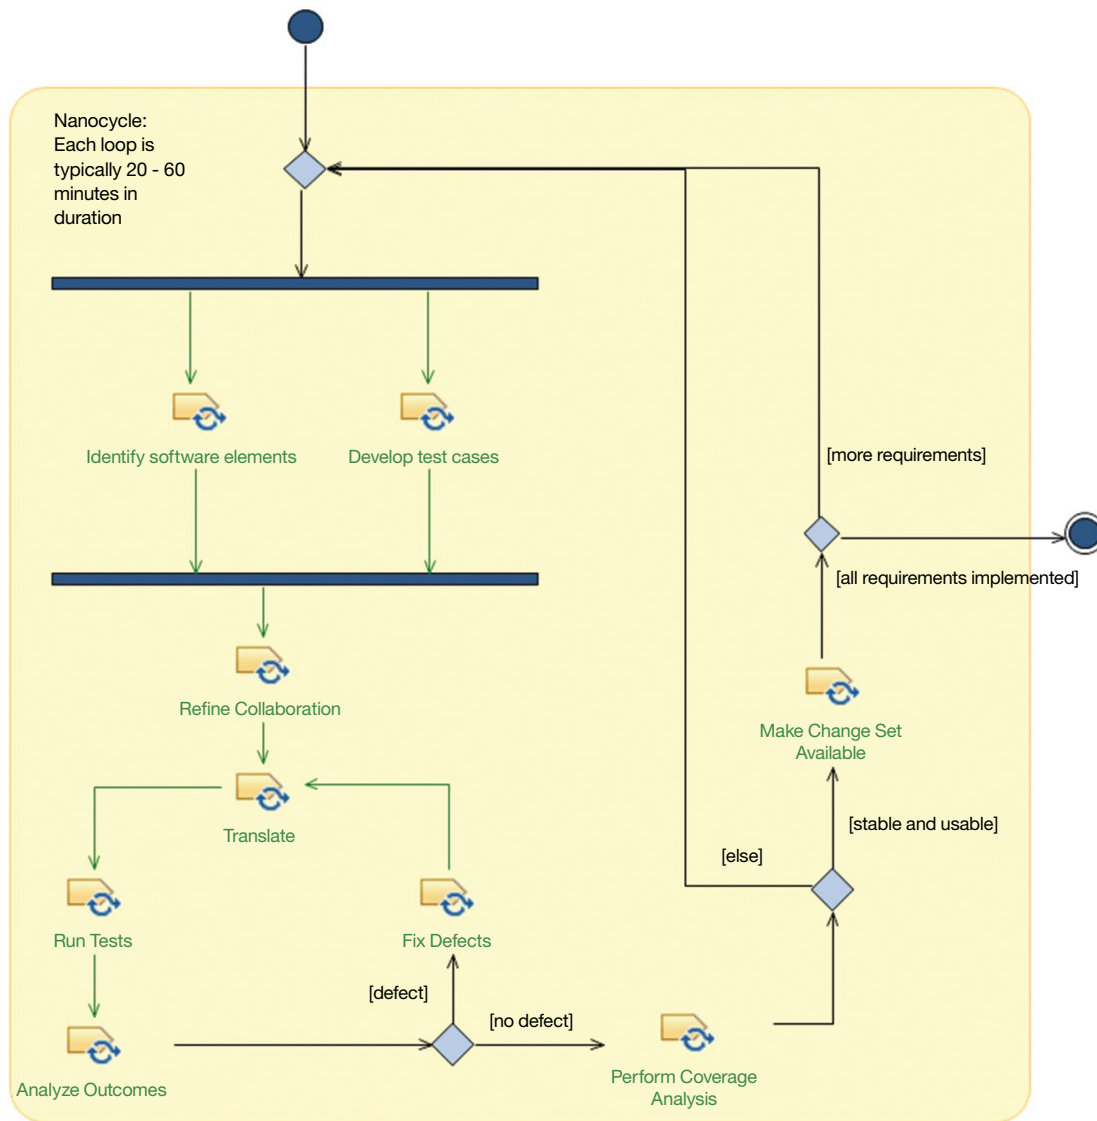 Nanocycle:
Each loop is
typically 20 - 60
minutes in
duration
Identify software elements
Develop test cases
[more requirements]
[all requirements implemented]
Refine Collaboration
Make Change Set
Available
Translate
[stable and usable]
[else]
Run Tests
Fix Defects
[defect]
[no defect]
Analyze Outcomes
Perform Coverage
Analysis